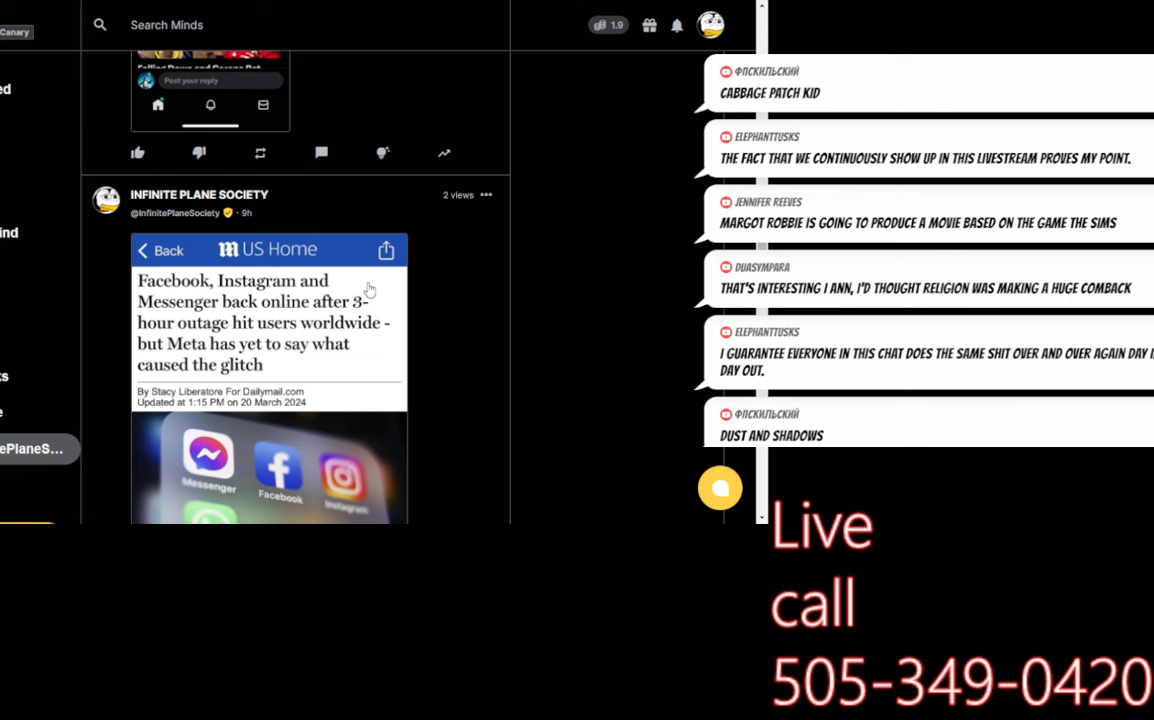 Canary
Search Minds
1.9
Post your reply
INFINITE PLANE SOCIETY
2 views
@InfinitePlaneSociety
· 9h
Back
US Home
Facebook, Instagram and
Messenger back online after 3-
hour outage hit users worldwide -
but Meta has yet to say what
caused the glitch
By Stacy Liberatore For Dailymail.com
Updated at 1:15 PM on 20 March 2024
Messenger
Facebook
Instagram
ed
ind
ks
e
ePlaneS...
ФПСКИЛЬСКИЙ
CABBAGE PATCH KID
ELEPHANTTUSKS
THE FACT THAT WE CONTINUOUSLY SHOW UP IN THIS LIVESTREAM PROVES MY POINT.
JENNIFER REEVES
MARGOT ROBBIE IS GOING TO PRODUCE A MOVIE BASED ON THE GAME THE SIMS
DUASYMPARA
THAT'S INTERESTING I ANN, I'D THOUGHT RELIGION WAS MAKING A HUGE COMBACK
ELEPHANTTUSKS
I GUARANTEE EVERYONE IN THIS CHAT DOES THE SAME SHIT OVER AND OVER AGAIN DAY I
DAY OUT.
ФПСКИЛЬСКИЙ
DUST AND SHADOWS
Live
call
505-349-0420